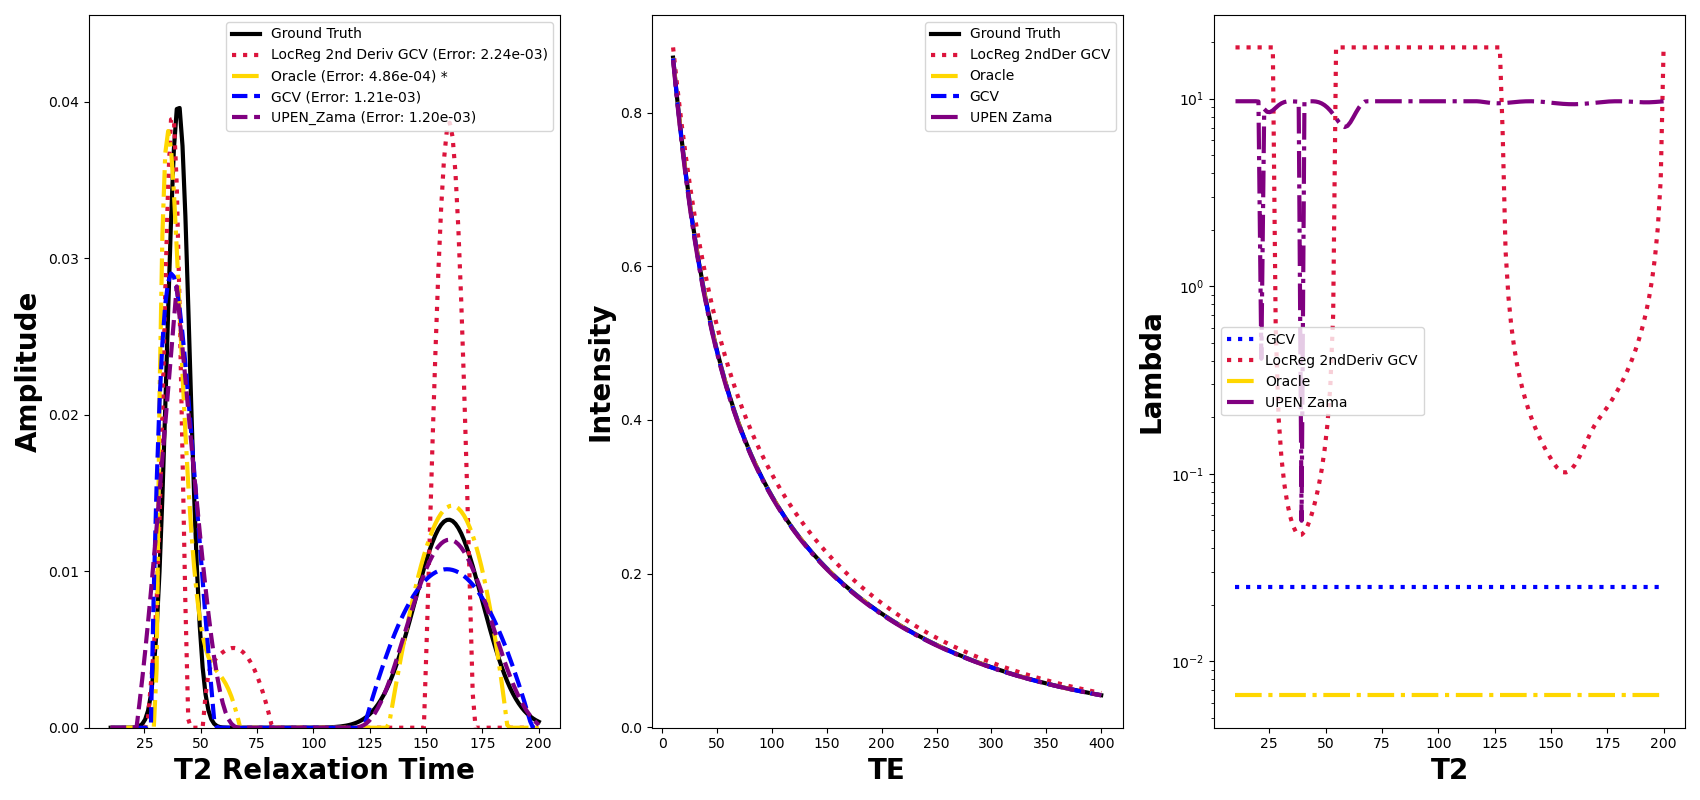 Ground Truth
LocReg 2nd Deriv GCV (Error: 2.24e-03)
Oracle (Error: 4.86e-04) *
GCV (Error: 1.21e-03)
UPEN_Zama (Error: 1.20e-03)
Amplitude
0.04
0.03
0.02
0.01
0.00
25 50 75 100 125 150 175 200
T2 Relaxation Time
Ground Truth
LocReg 2ndDer GCV
Oracle
GCV
UPEN Zama
Intensity
0.8
0.6
0.4
0.2
0.0
0 50 100 150 200 250 300 350 400
TE
GCV
LocReg 2ndDeriv GCV
Oracle
UPEN Zama
Lambda
10¹
10⁰
10⁻¹
10⁻²
25 50 75 100 125 150 175 200
T2